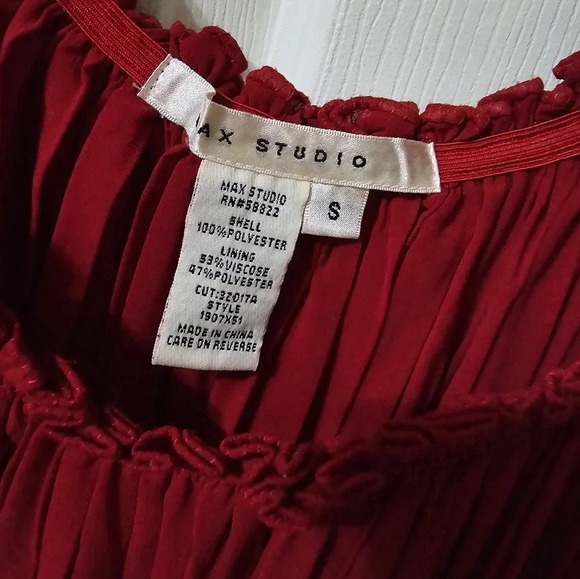 MAX STUDIO
S
MAX STUDIO
RN#58822
SHELL
100%POLYESTER
LINING
53%VISCOSE
47%POLYESTER
CUT:32017A
STYLE
1907X51
MADE IN CHINA
CARE ON REVERSE